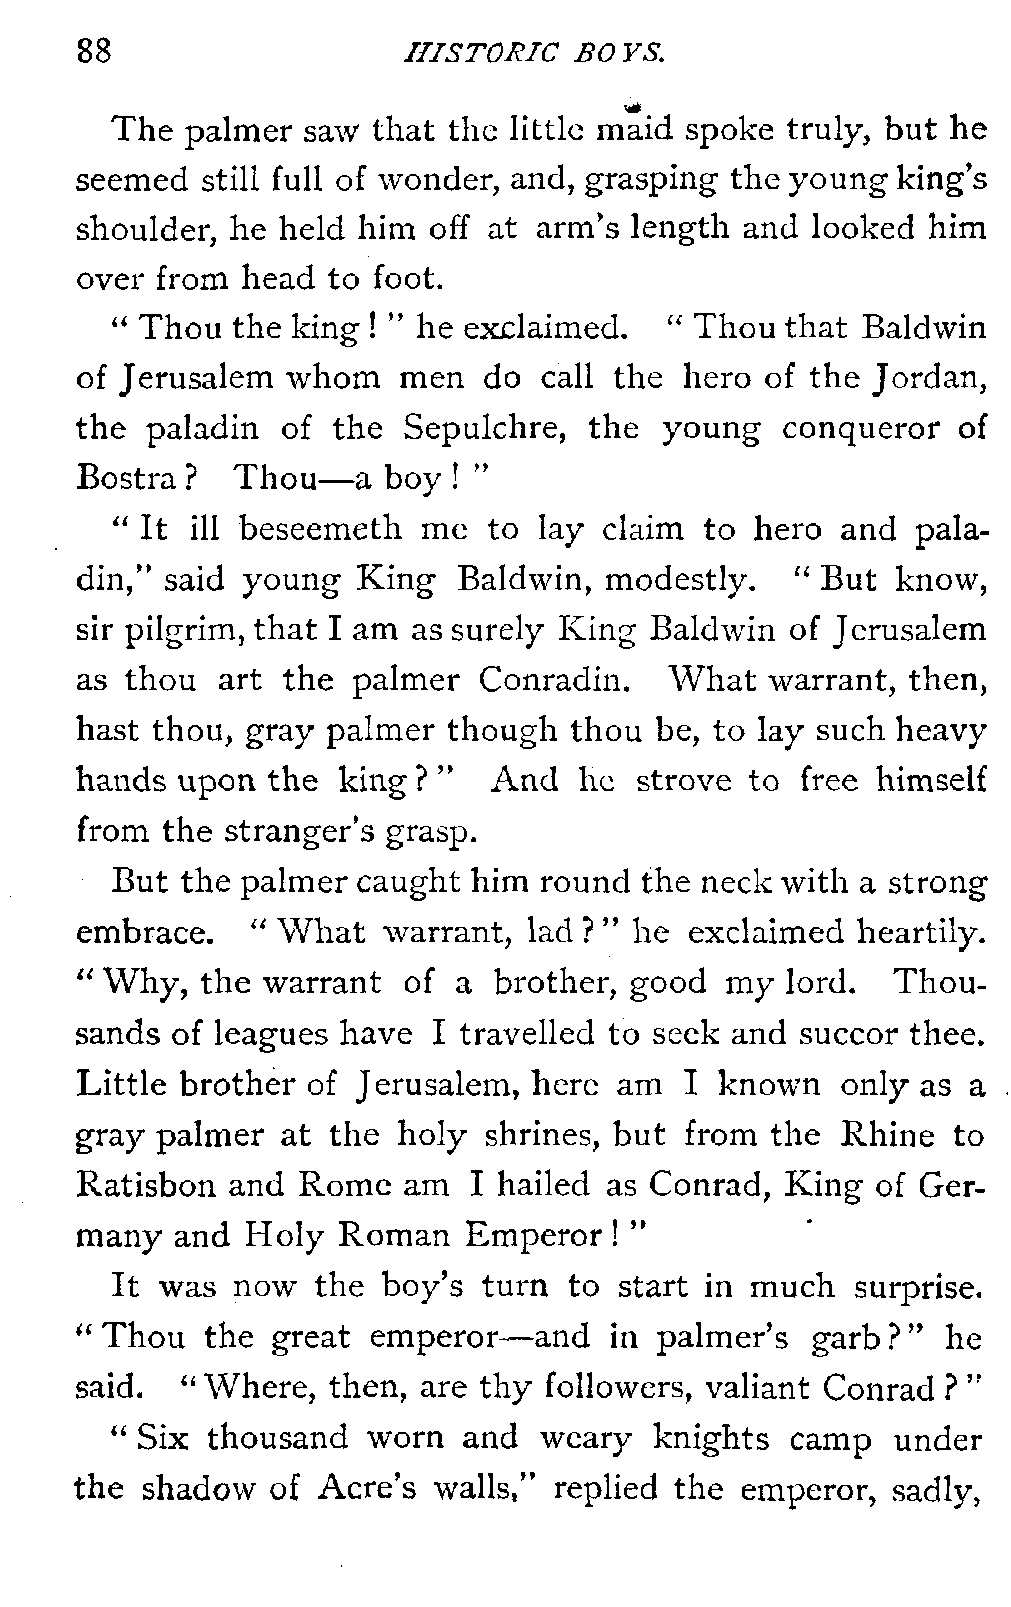 88 HISTORIC BOYS.
The palmer saw that the little maid spoke truly, but he
seemed still full of wonder, and, grasping the young king's
shoulder, he held him off at arm's length and looked him
over from head to foot.
" Thou the king ! " he exclaimed. " Thou that Baldwin
of Jerusalem whom men do call the hero of the Jordan,
the paladin of the Sepulchre, the young conqueror of
Bostra ? Thou—a boy ! "
" It ill beseemeth me to lay claim to hero and pala-
din," said young King Baldwin, modestly. " But know,
sir pilgrim, that I am as surely King Baldwin of Jerusalem
as thou art the palmer Conradin. What warrant, then,
hast thou, gray palmer though thou be, to lay such heavy
hands upon the king ? " And he strove to free himself
from the stranger's grasp.
But the palmer caught him round the neck with a strong
embrace. " What warrant, lad ? " he exclaimed heartily.
" Why, the warrant of a brother, good my lord. Thou-
sands of leagues have I travelled to seek and succor thee.
Little brother of Jerusalem, here am I known only as a
gray palmer at the holy shrines, but from the Rhine to
Ratisbon and Rome am I hailed as Conrad, King of Ger-
many and Holy Roman Emperor ! "
It was now the boy's turn to start in much surprise.
" Thou the great emperor—and in palmer's garb ? " he
said. " Where, then, are thy followers, valiant Conrad ? "
" Six thousand worn and weary knights camp under
the shadow of Acre's walls," replied the emperor, sadly,